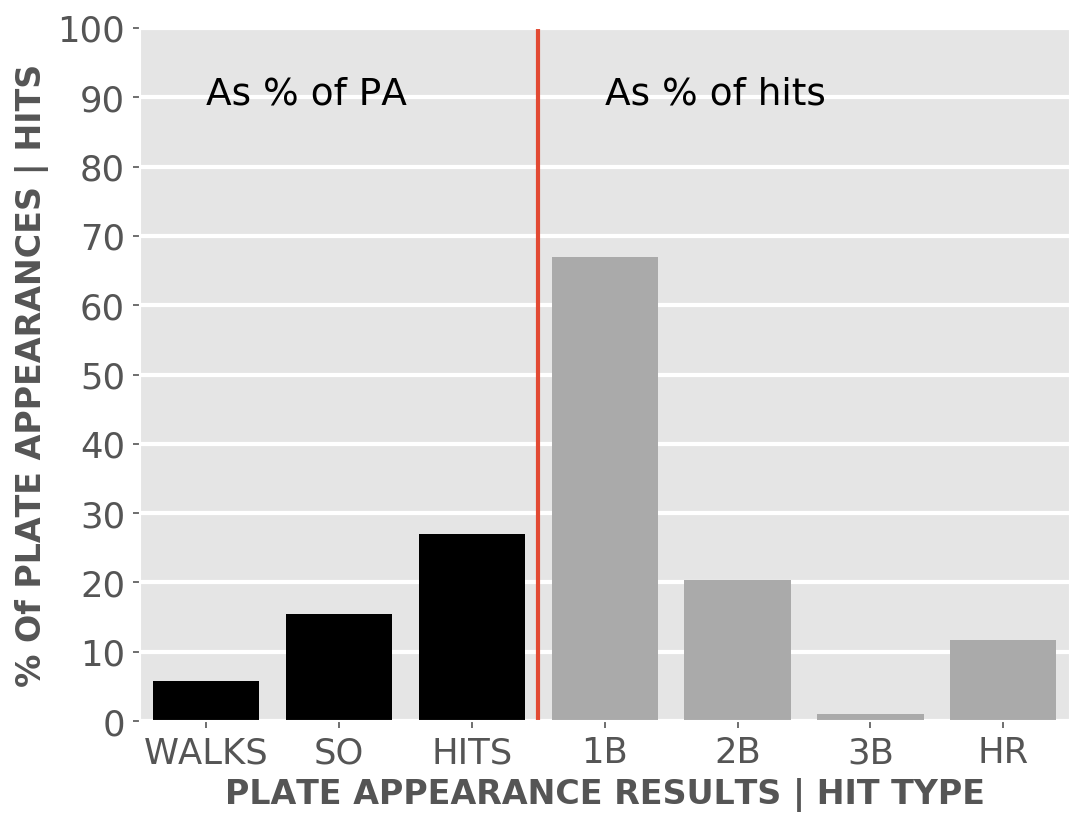 % Of PLATE APPEARANCES | HITS
100
90
80
70
60
50
40
30
20
10
0
As % of PA
As % of hits
WALKS SO HITS 1B 2B 3B HR
PLATE APPEARANCE RESULTS | HIT TYPE